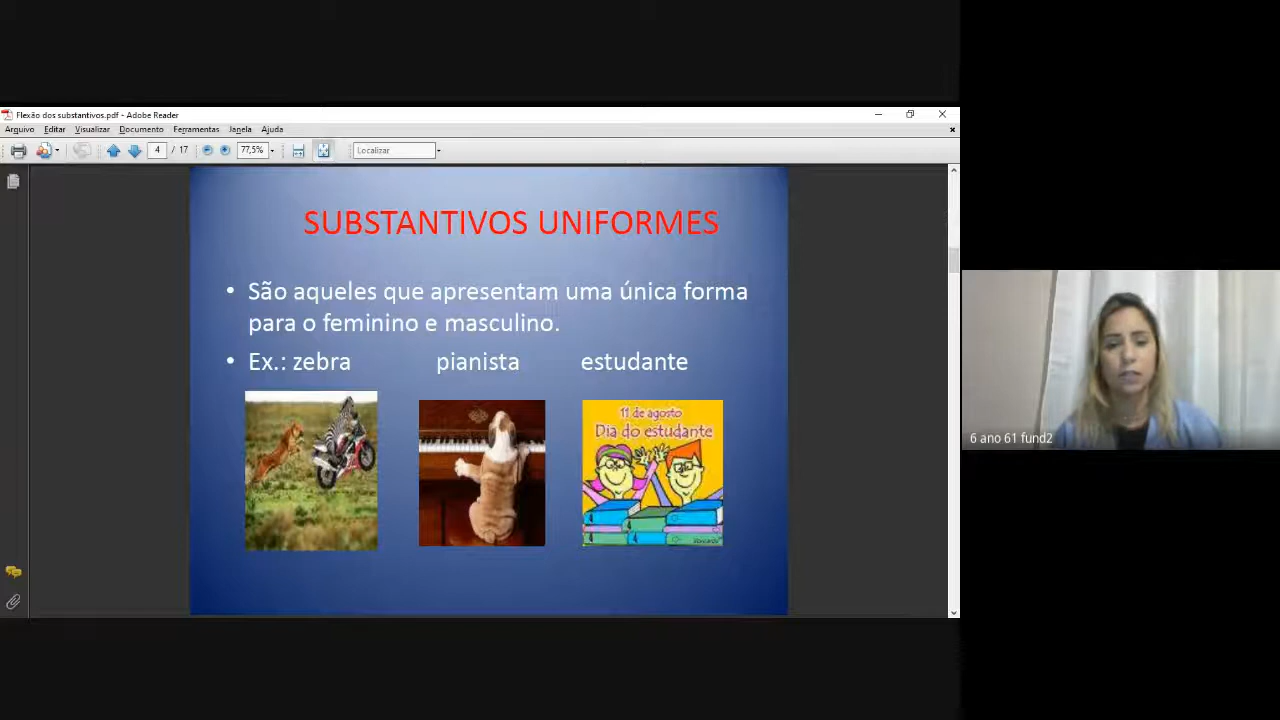 Flexão dos substantivos.pdf - Adobe Reader
Arquivo Editar Visualizar Documento Ferramentas Janela Ajuda
4 / 17 77,5% Localizar
SUBSTANTIVOS UNIFORMES
• São aqueles que apresentam uma única forma
para o feminino e masculino.
• Ex.: zebra pianista estudante
11 de agosto
Dia do estudante
6 ano 61 fund2